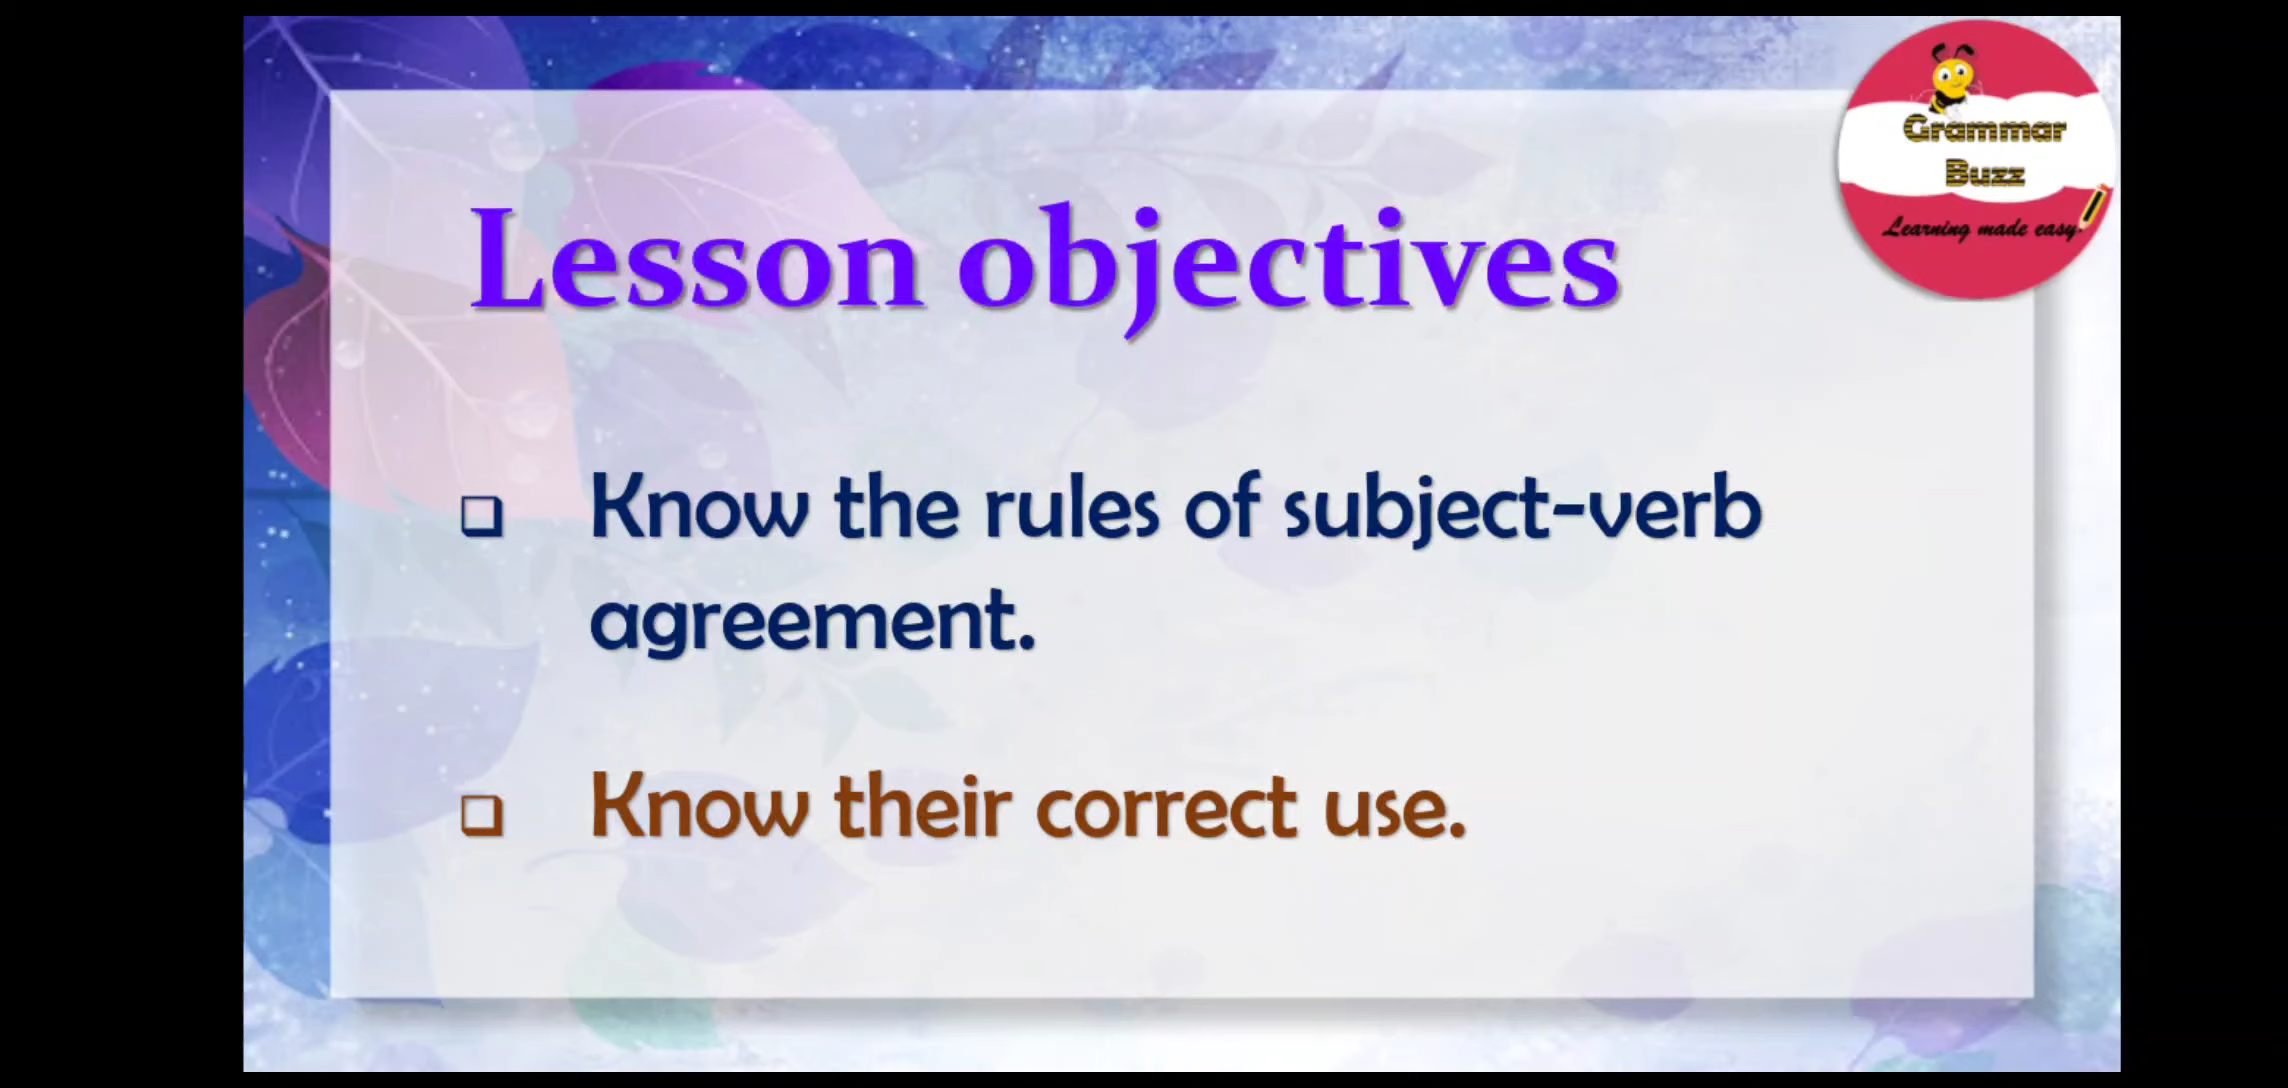 Grammar
Buzz
Learning made easy
Lesson objectives
❑ Know the rules of subject-verb
agreement.
❑ Know their correct use.